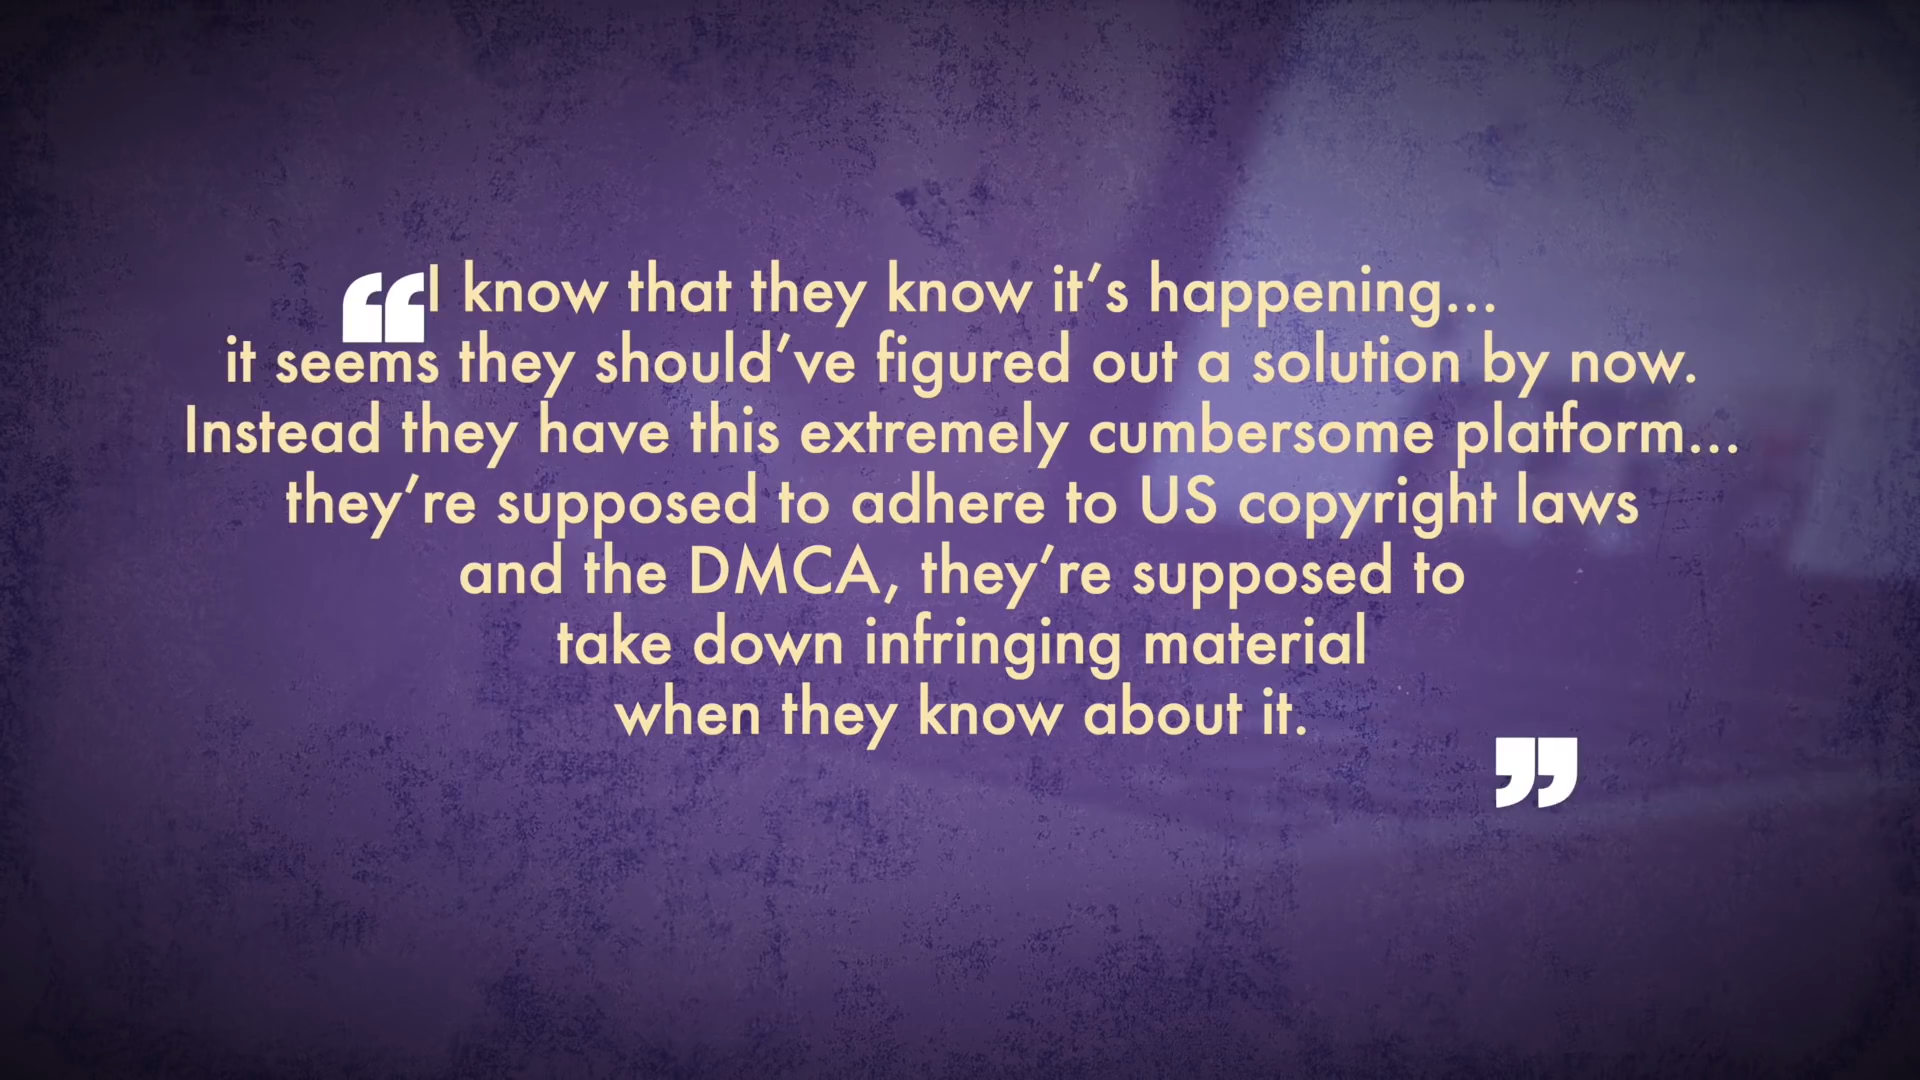 “I know that they know it’s happening...
it seems they should’ve figured out a solution by now.
Instead they have this extremely cumbersome platform...
they’re supposed to adhere to US copyright laws
and the DMCA, they’re supposed to
take down infringing material
when they know about it.
”